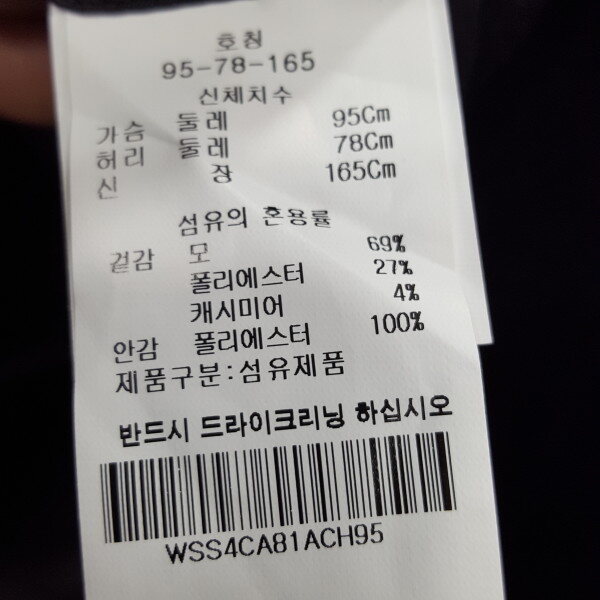 호칭
95-78-165
신체치수
가슴 둘레 95Cm
허리 둘레 78Cm
신 장 165Cm
섬유의 혼용률
겉감 모 69%
폴리에스터 27%
캐시미어 4%
안감 폴리에스터 100%
제품구분:섬유제품
반드시 드라이크리닝 하십시오
WSS4CA81ACH95